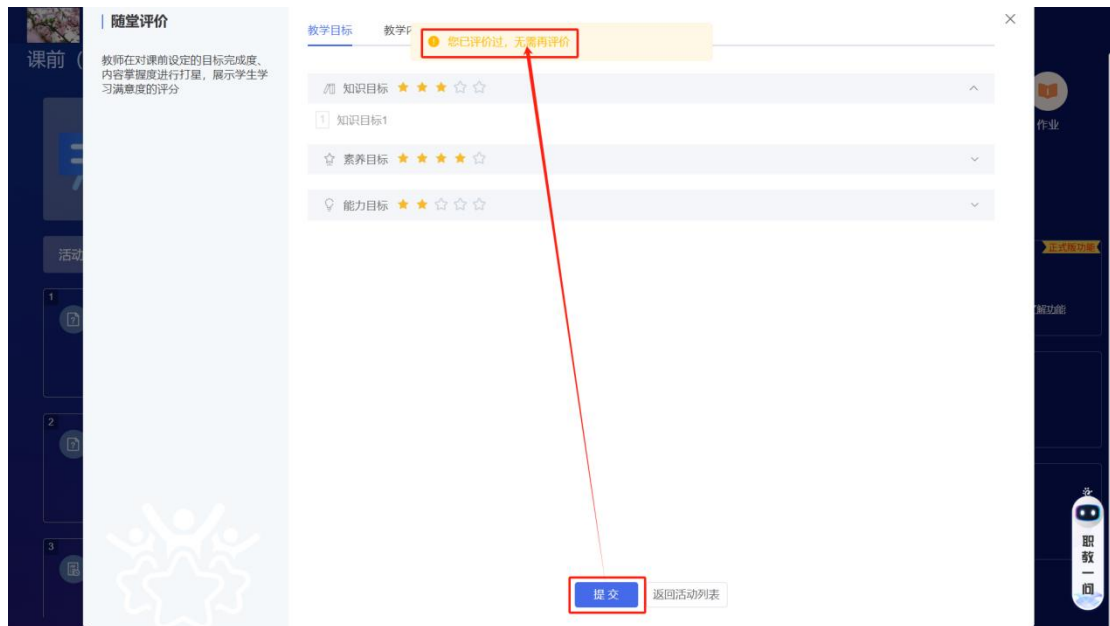 随堂评价
教师在对课前设定的目标完成度、
内容掌握度进行打星，展示学生学
习满意度的评分
课前（
活动
1
2
3
教学目标
教学
您已评价过，无需再评价
知识目标
1 知识目标1
素养目标
能力目标
提交
返回活动列表
作业
正式版功能
了解功能
职教一问